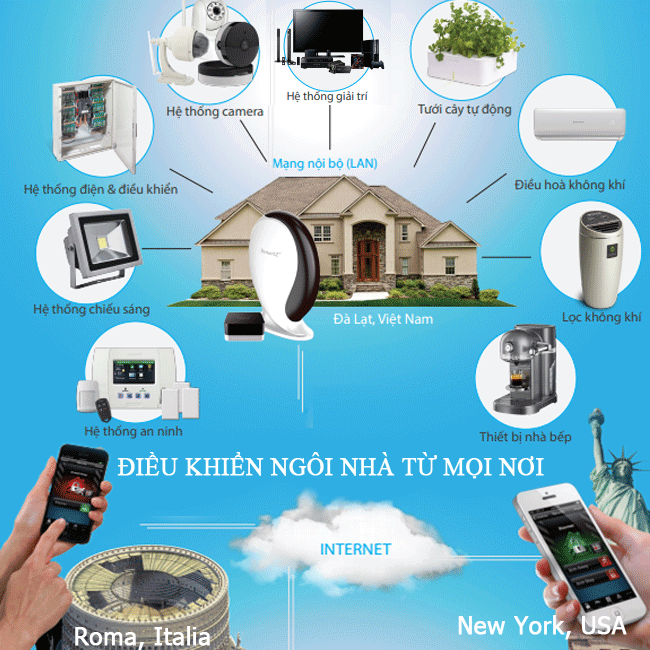 Hệ thống camera
Hệ thống giải trí
Tưới cây tự động
Mạng nội bộ (LAN)
Hệ thống điện & điều khiển
Điều hoà không khí
Hệ thống chiếu sáng
Đà Lạt, Việt Nam
Lọc không khí
Hệ thống an ninh
Thiết bị nhà bếp
ĐIỀU KHIỂN NGÔI NHÀ TỪ MỌI NƠI
INTERNET
Roma, Italia
New York, USA